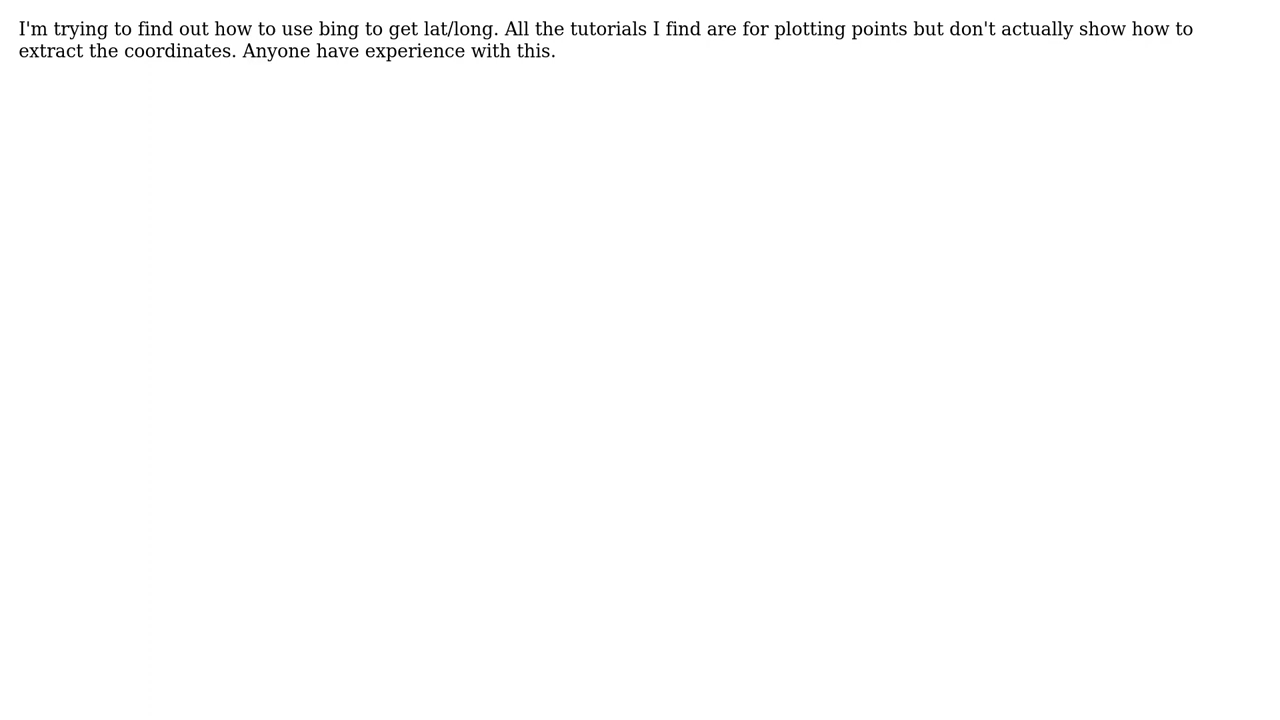 I'm trying to find out how to use bing to get lat/long. All the tutorials I find are for plotting points but don't actually show how to
extract the coordinates. Anyone have experience with this.